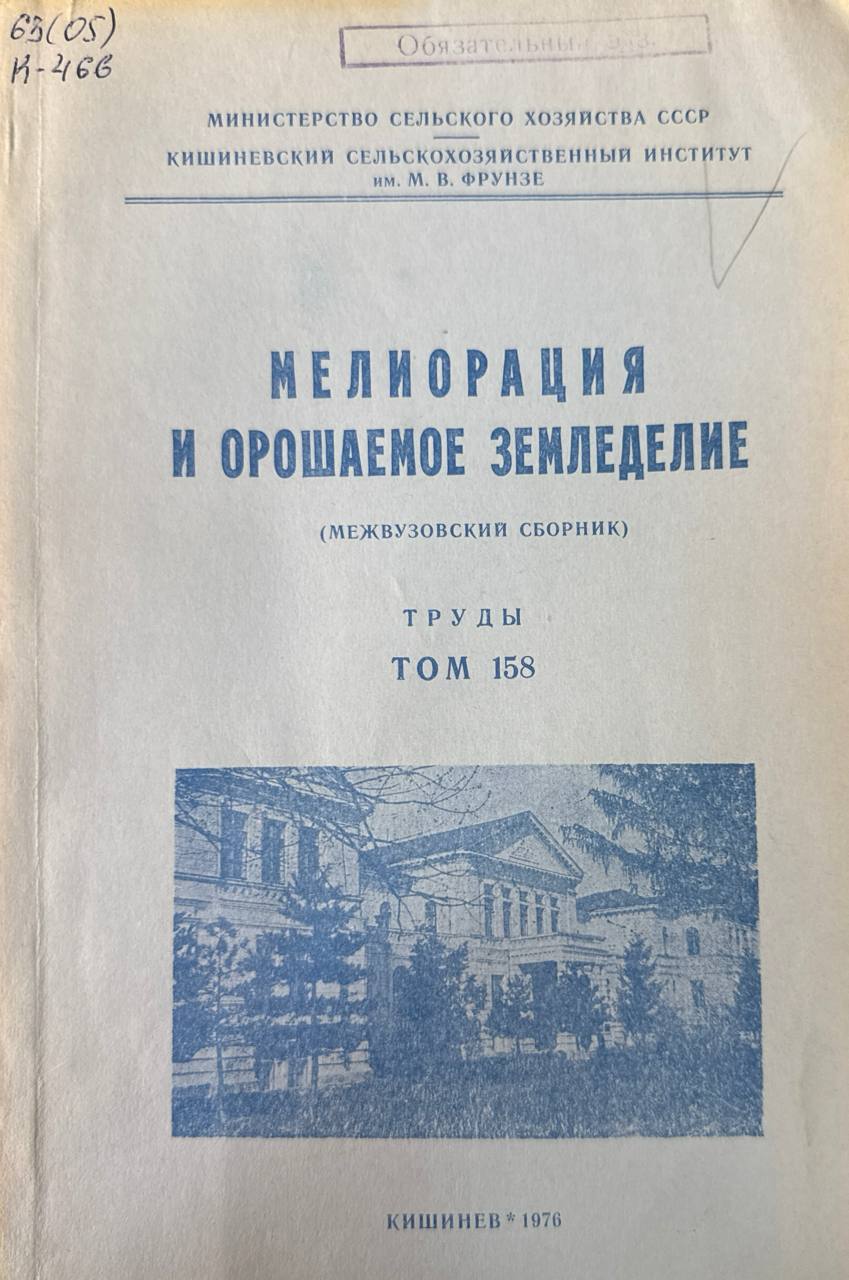 63(05)
К-466
Обязательный экз.
МИНИСТЕРСТВО СЕЛЬСКОГО ХОЗЯЙСТВА СССР
КИШИНЕВСКИЙ СЕЛЬСКОХОЗЯЙСТВЕННЫЙ ИНСТИТУТ
им. М. В. ФРУНЗЕ
МЕЛИОРАЦИЯ
И ОРОШАЕМОЕ ЗЕМЛЕДЕЛИЕ
(МЕЖВУЗОВСКИЙ СБОРНИК)
ТРУДЫ
ТОМ 158
КИШИНЕВ * 1976